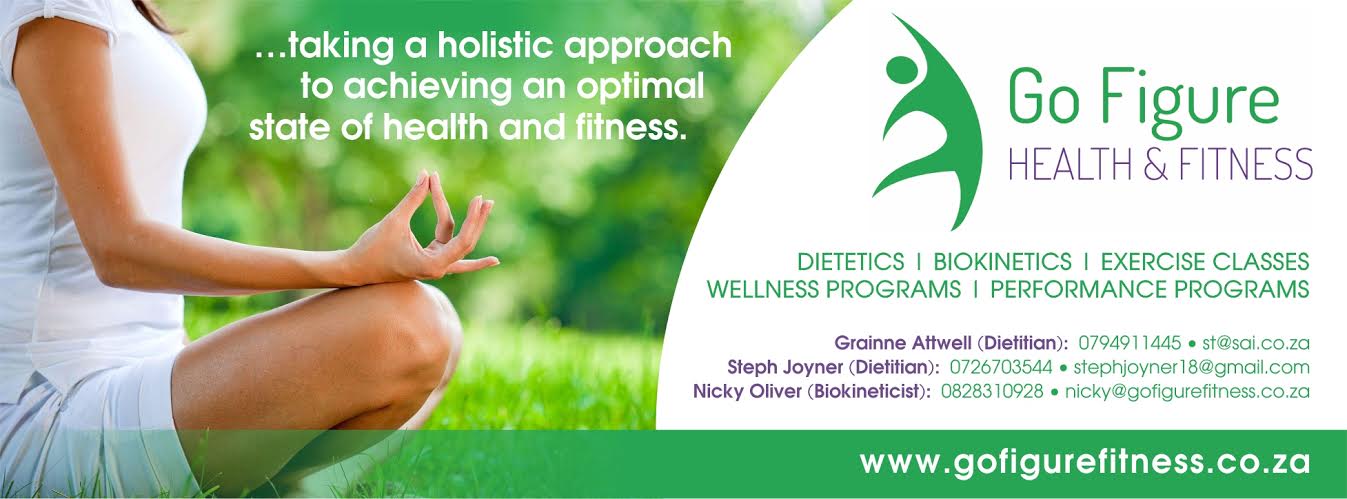 ...taking a holistic approach
to achieving an optimal
state of health and fitness.
Go Figure
HEALTH & FITNESS
DIETETICS | BIOKINETICS | EXERCISE CLASSES
WELLNESS PROGRAMS | PERFORMANCE PROGRAMS
Grainne Attwell (Dietitian): 0794911445 • st@sai.co.za
Steph Joyner (Dietitian): 0726703544 • stephjoyner18@gmail.com
Nicky Oliver (Biokineticist): 0828310928 • nicky@gofigurefitness.co.za
www.gofigurefitness.co.za